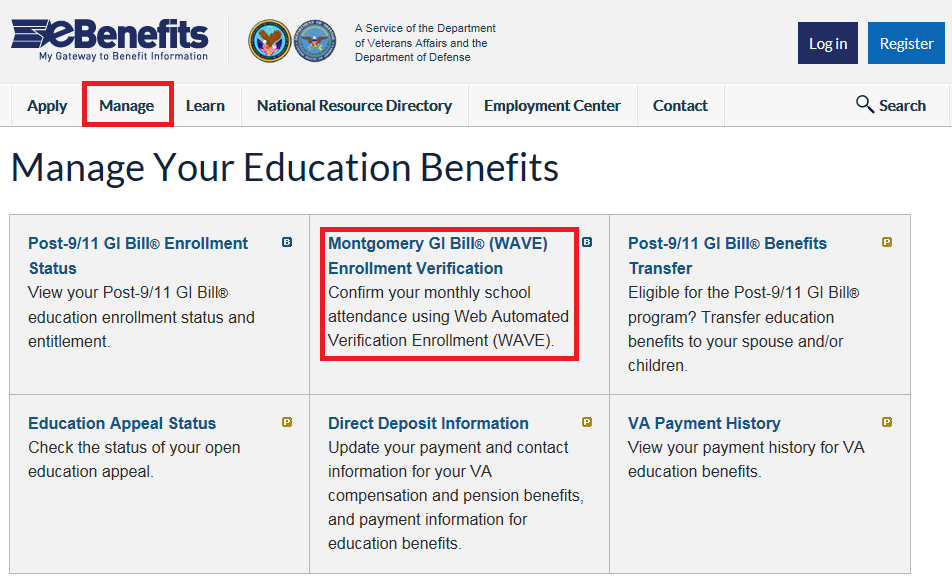 eBenefits
My Gateway to Benefit Information
A Service of the Department
of Veterans Affairs and the
Department of Defense
Log in
Register
Apply
Manage
Learn
National Resource Directory
Employment Center
Contact
Search
Manage Your Education Benefits
Post-9/11 GI Bill® Enrollment
Status
B
View your Post-9/11 GI Bill®
education enrollment status and
entitlement.
Montgomery GI Bill® (WAVE)
Enrollment Verification
B
Confirm your monthly school
attendance using Web Automated
Verification Enrollment (WAVE).
Post-9/11 GI Bill® Benefits
Transfer
P
Eligible for the Post-9/11 GI Bill®
program? Transfer education
benefits to your spouse and/or
children.
Education Appeal Status
P
Check the status of your open
education appeal.
Direct Deposit Information
P
Update your payment and contact
information for your VA
compensation and pension benefits,
and payment information for
education benefits.
VA Payment History
P
View your payment history for VA
education benefits.